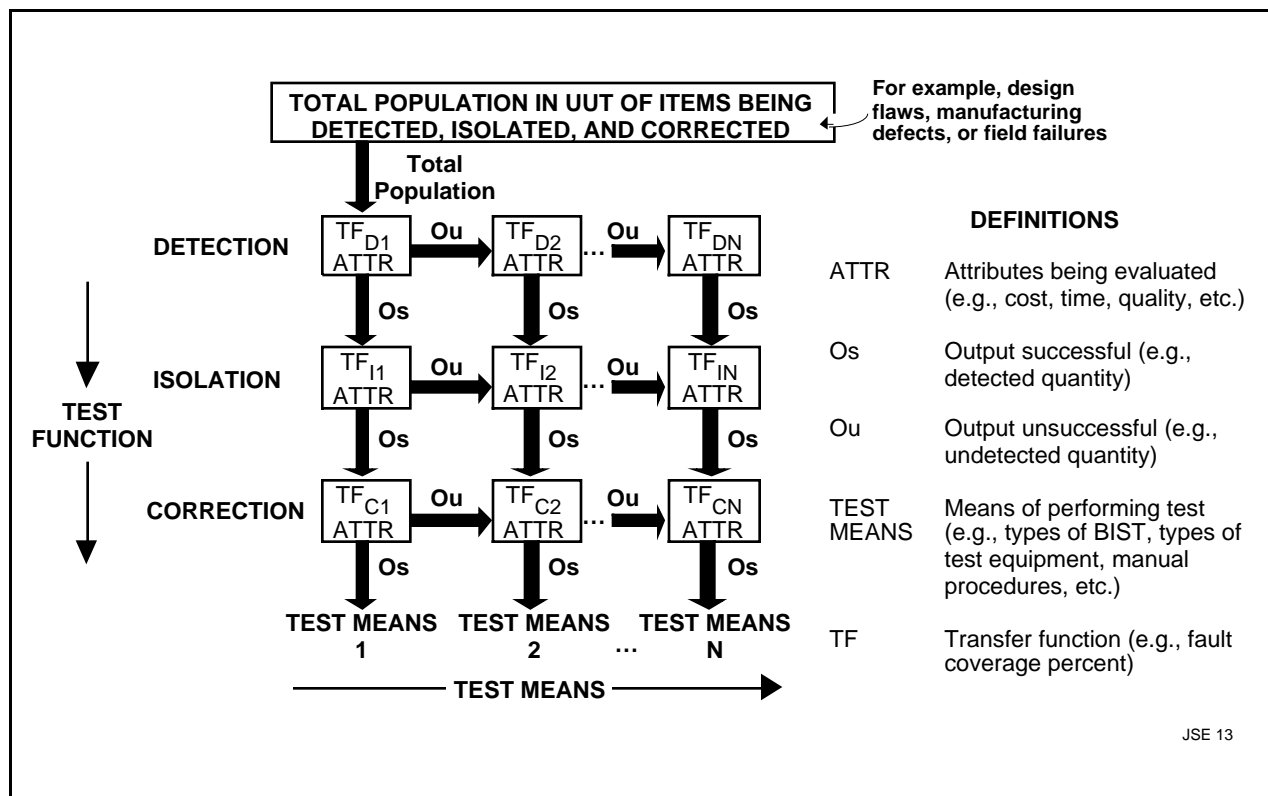 TOTAL POPULATION IN UUT OF ITEMS BEING
DETECTED, ISOLATED, AND CORRECTED
For example, design
flaws, manufacturing
defects, or field failures
Total
Population
DETECTION
TF D1
ATTR
Ou
TF D2
ATTR
...
Ou
TF DN
ATTR
Os
Os
Os
ISOLATION
TF I1
ATTR
Ou
TF I2
ATTR
...
Ou
TF IN
ATTR
Os
Os
Os
TEST
FUNCTION
CORRECTION
TF C1
ATTR
Ou
TF C2
ATTR
...
Ou
TF CN
ATTR
Os
Os
Os
TEST MEANS
1
TEST MEANS
2
...
TEST MEANS
N
TEST MEANS
DEFINITIONS
ATTR Attributes being evaluated
(e.g., cost, time, quality, etc.)
Os Output successful (e.g.,
detected quantity)
Ou Output unsuccessful (e.g.,
undetected quantity)
TEST Means of performing test
MEANS (e.g., types of BIST, types of
test equipment, manual
procedures, etc.)
TF Transfer function (e.g., fault
coverage percent)
JSE 13